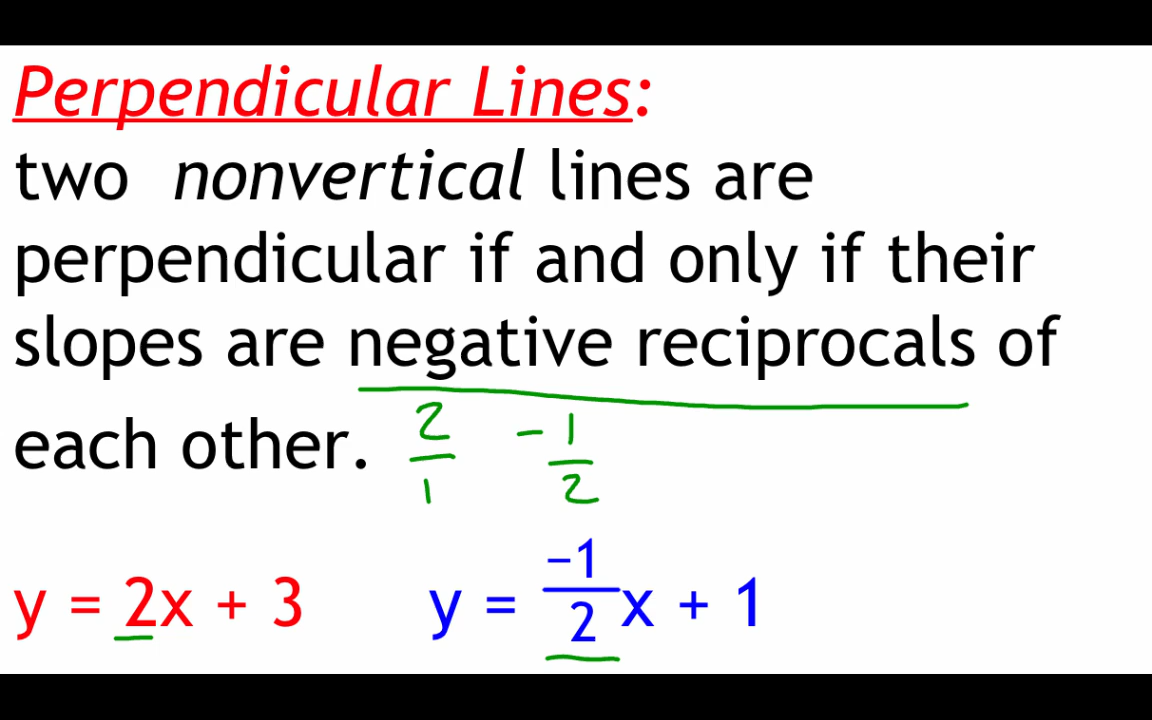 Perpendicular Lines:
two nonvertical lines are
perpendicular if and only if their
slopes are negative reciprocals of
each other. 2/1 -1/2
y = 2x + 3 y = −1/2x + 1